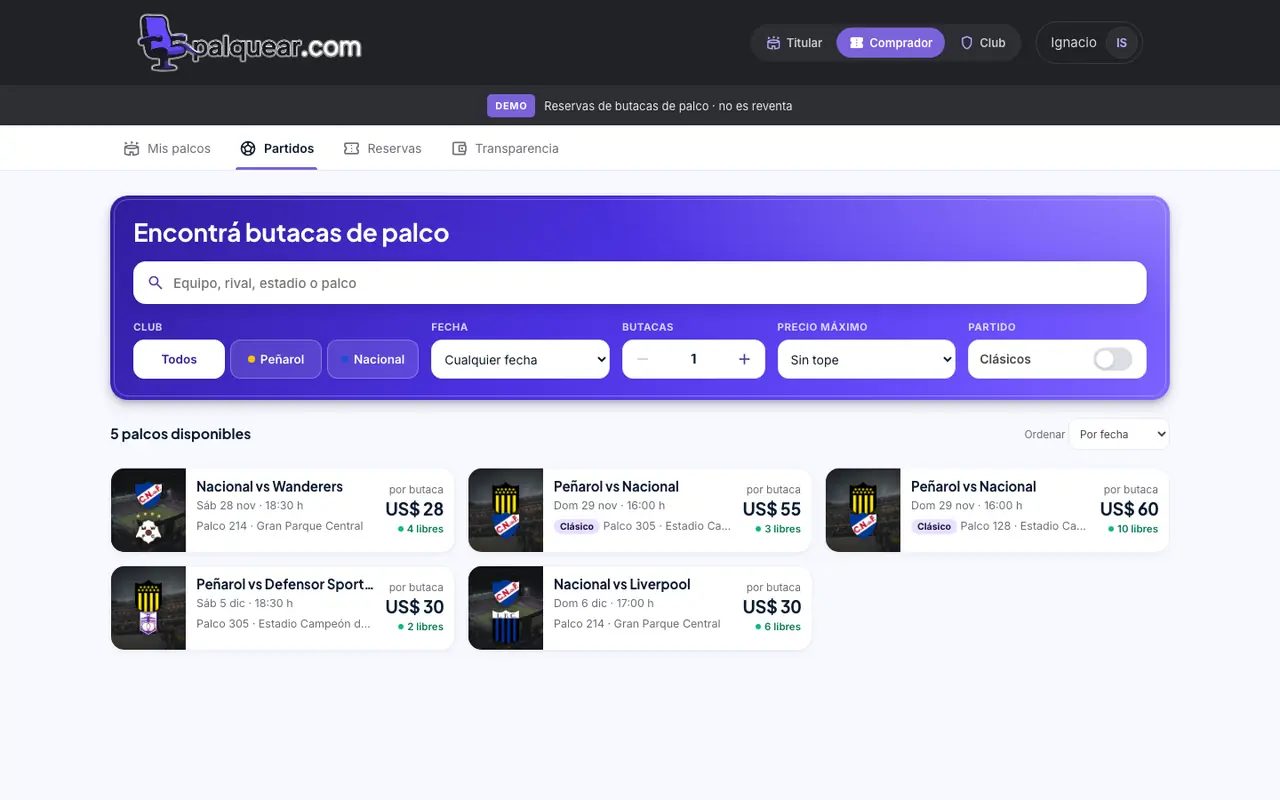 palquear.com
Titular
Comprador
Club
Ignacio IS
DEMO Reservas de butacas de palco · no es reventa
Mis palcos
Partidos
Reservas
Transparencia
Encontrá butacas de palco
Equipo, rival, estadio o palco
CLUB
Todos
Peñarol
Nacional
FECHA
Cualquier fecha
BUTACAS
— 1 +
PRECIO MÁXIMO
Sin tope
PARTIDO
Clásicos
5 palcos disponibles
Ordenar Por fecha
Nacional vs Wanderers
Sáb 28 nov · 18:30 h
Palco 214 · Gran Parque Central
por butaca
US$ 28
4 libres
Peñarol vs Nacional
Dom 29 nov · 16:00 h
Clásico Palco 305 · Estadio Ca...
por butaca
US$ 55
3 libres
Peñarol vs Nacional
Dom 29 nov · 16:00 h
Clásico Palco 128 · Estadio Ca...
por butaca
US$ 60
10 libres
Peñarol vs Defensor Sport...
Sáb 5 dic · 18:30 h
Palco 305 · Estadio Campeón d...
por butaca
US$ 30
2 libres
Nacional vs Liverpool
Dom 6 dic · 17:00 h
Palco 214 · Gran Parque Central
por butaca
US$ 30
6 libres